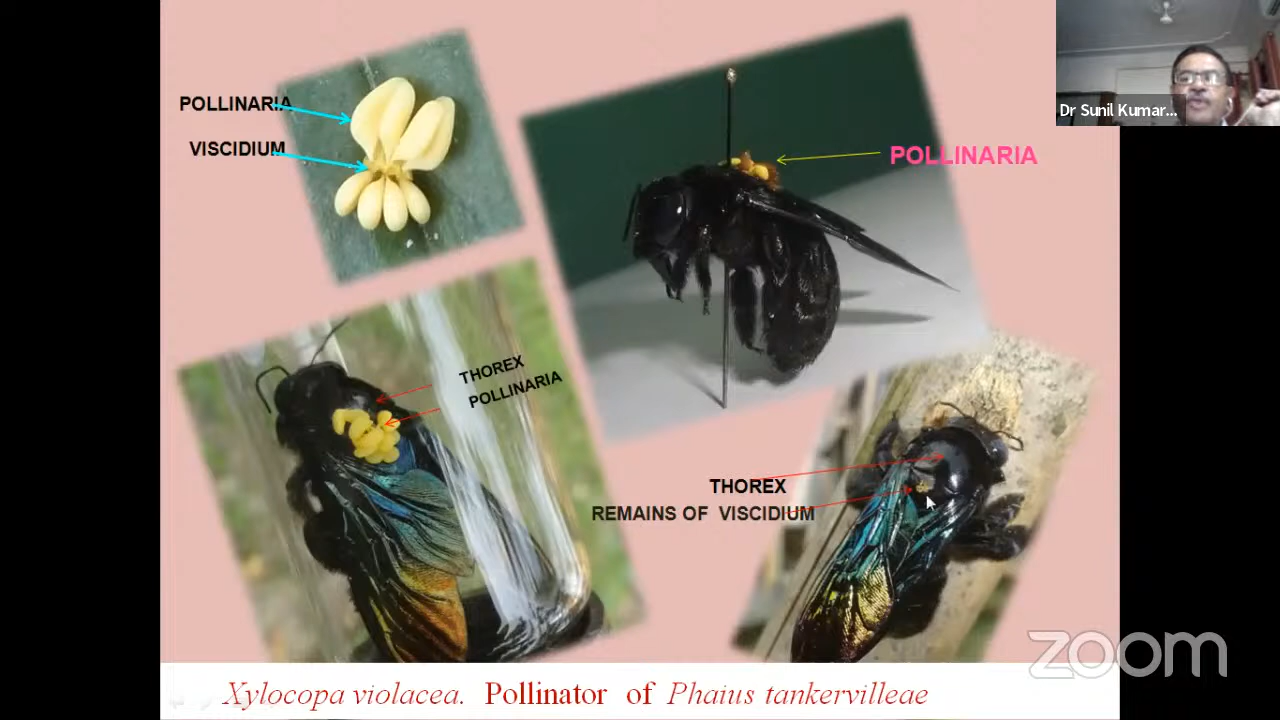 POLLINARIA
VISCIDIUM
Dr Sunil Kumar...
POLLINARIA
THOREX
POLLINARIA
THOREX
REMAINS OF VISCIDIUM
zoom
Xylocopa violacea. Pollinator of Phaius tankervilleae